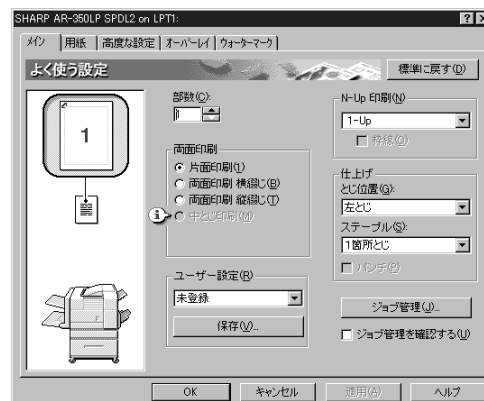 SHARP AR-350LP SPDL2 on LPT1:
メイン 用紙 高度な設定 オーバーレイ ウォーターマーク
よく使う設定
標準に戻す(D)
1
部数(C):
1
両面印刷
片面印刷(1)
両面印刷 横綴じ(B)
両面印刷 縦綴じ(T)
中とじ印刷(M)
ユーザー設定(R)
未登録
保存(V)...
N-Up 印刷(N)
1-Up
枠線(O)
仕上げ
とじ位置(G):
左とじ
ステープル(S):
1箇所とじ
パンチ(P)
ジョブ管理(J)...
ジョブ管理を確認する(U)
OK キャンセル 適用(A) ヘルプ